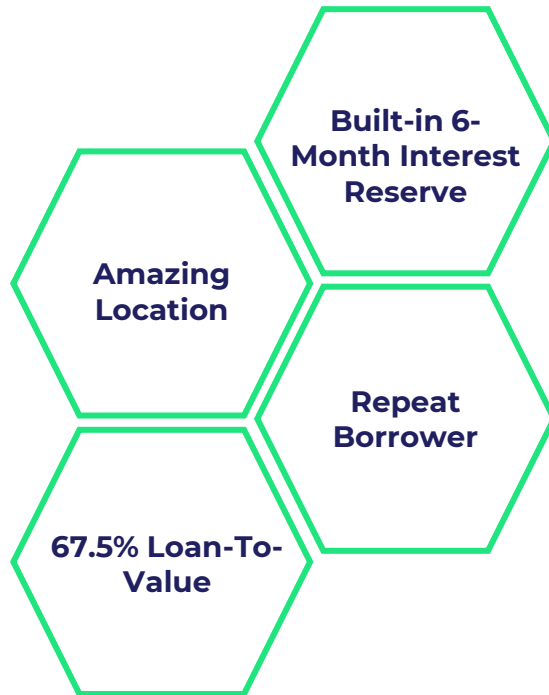 Built-in 6-
Month Interest
Reserve
Amazing
Location
Repeat
Borrower
67.5% Loan-To-
Value